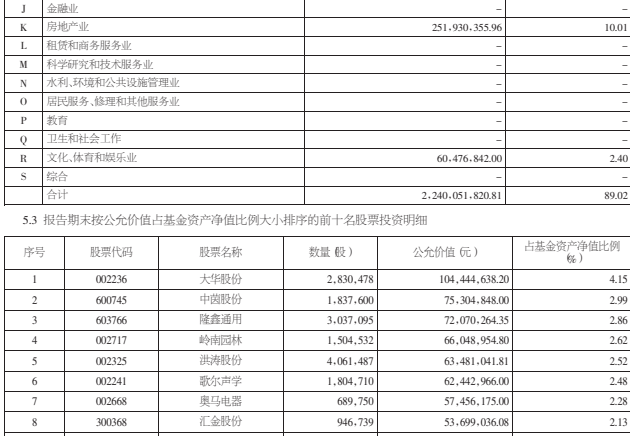 J 金融业 – –
K 房地产业 251,930,355.96 10.01
L 租赁和商务服务业 – –
M 科学研究和技术服务业 – –
N 水利、环境和公共设施管理业 – –
O 居民服务、修理和其他服务业 – –
P 教育 – –
Q 卫生和社会工作 – –
R 文化、体育和娱乐业 60,476,842.00 2.40
S 综合 – –
合计 2,240,051,820.81 89.02
5.3 报告期末按公允价值占基金资产净值比例大小排序的前十名股票投资明细
序号 股票代码 股票名称 数量(股) 公允价值(元) 占基金资产净值比例
(%)
1 002236 大华股份 2,830,478 104,444,638.20 4.15
2 600745 中茵股份 1,837,600 75,304,848.00 2.99
3 603766 隆鑫通用 3,037,095 72,070,264.35 2.86
4 002717 岭南园林 1,504,532 66,048,954.80 2.62
5 002325 洪涛股份 4,061,487 63,481,041.81 2.52
6 002241 歌尔声学 1,804,710 62,442,966.00 2.48
7 002668 奥马电器 689,750 57,456,175.00 2.28
8 300368 汇金股份 946,739 53,699,036.08 2.13